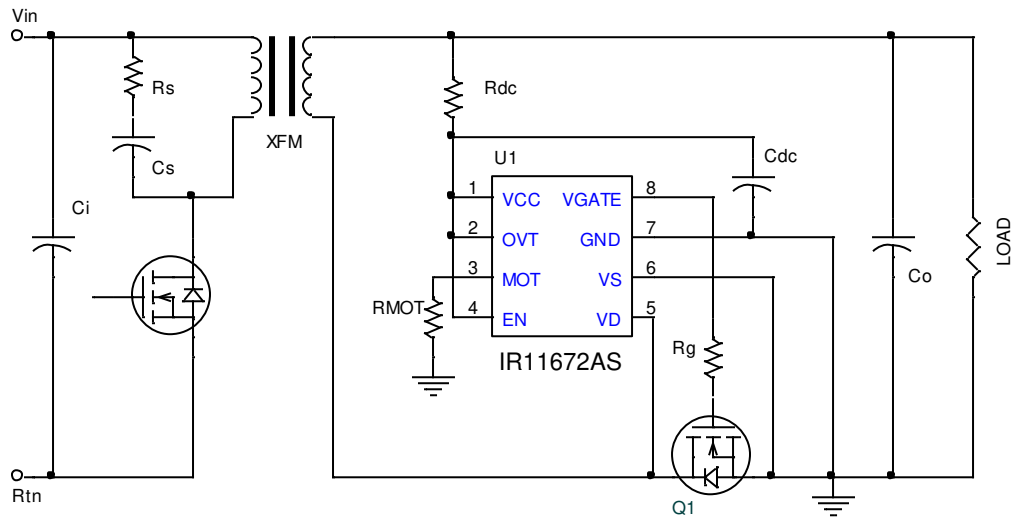 Vin
Rs
Cs
Ci
XFM
Rdc
Cdc
U1
1 VCC VGATE 8
2 OVT GND 7
3 MOT VS 6
4 EN VD 5
RMOT
IR11672AS
Rg
Q1
Co
LOAD
Rtn